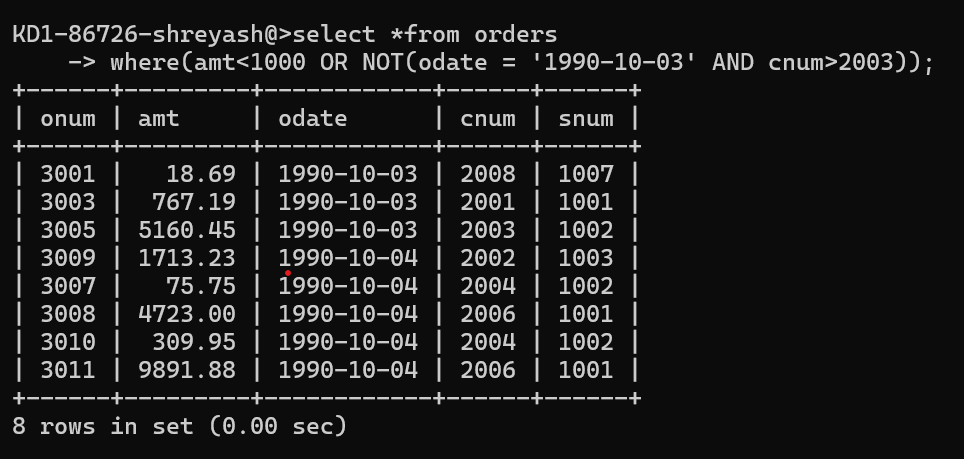 KD1-86726-shreyash@>select *from orders
    -> where(amt<1000 OR NOT(odate = '1990-10-03' AND cnum>2003));
+------+---------+------------+------+------+
| onum | amt     | odate      | cnum | snum |
+------+---------+------------+------+------+
| 3001 |   18.69 | 1990-10-03 | 2008 | 1007 |
| 3003 |  767.19 | 1990-10-03 | 2001 | 1001 |
| 3005 | 5160.45 | 1990-10-03 | 2003 | 1002 |
| 3009 | 1713.23 | 1990-10-04 | 2002 | 1003 |
| 3007 |   75.75 | 1990-10-04 | 2004 | 1002 |
| 3008 | 4723.00 | 1990-10-04 | 2006 | 1001 |
| 3010 |  309.95 | 1990-10-04 | 2004 | 1002 |
| 3011 | 9891.88 | 1990-10-04 | 2006 | 1001 |
+------+---------+------------+------+------+
8 rows in set (0.00 sec)